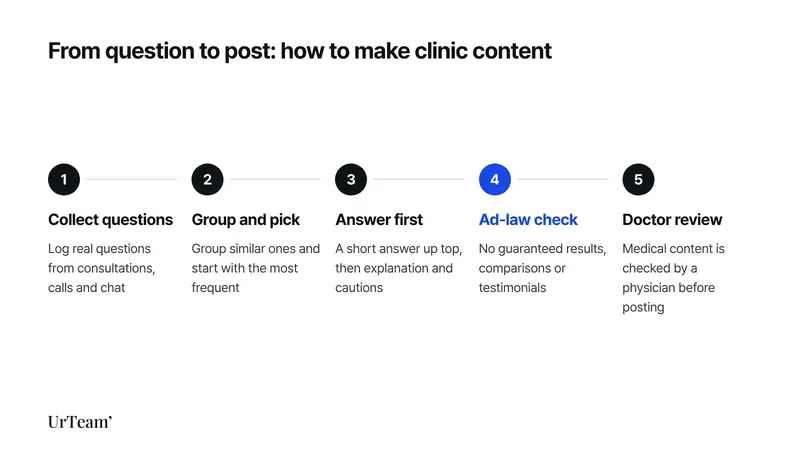 From question to post: how to make clinic content
1
Collect questions
Log real questions
from consultations,
calls and chat
2
Group and pick
Group similar ones and
start with the most
frequent
3
Answer first
A short answer up top,
then explanation and
cautions
4
Ad-law check
No guaranteed results,
comparisons or
testimonials
5
Doctor review
Medical content is
checked by a
physician before
posting
UrTeam’